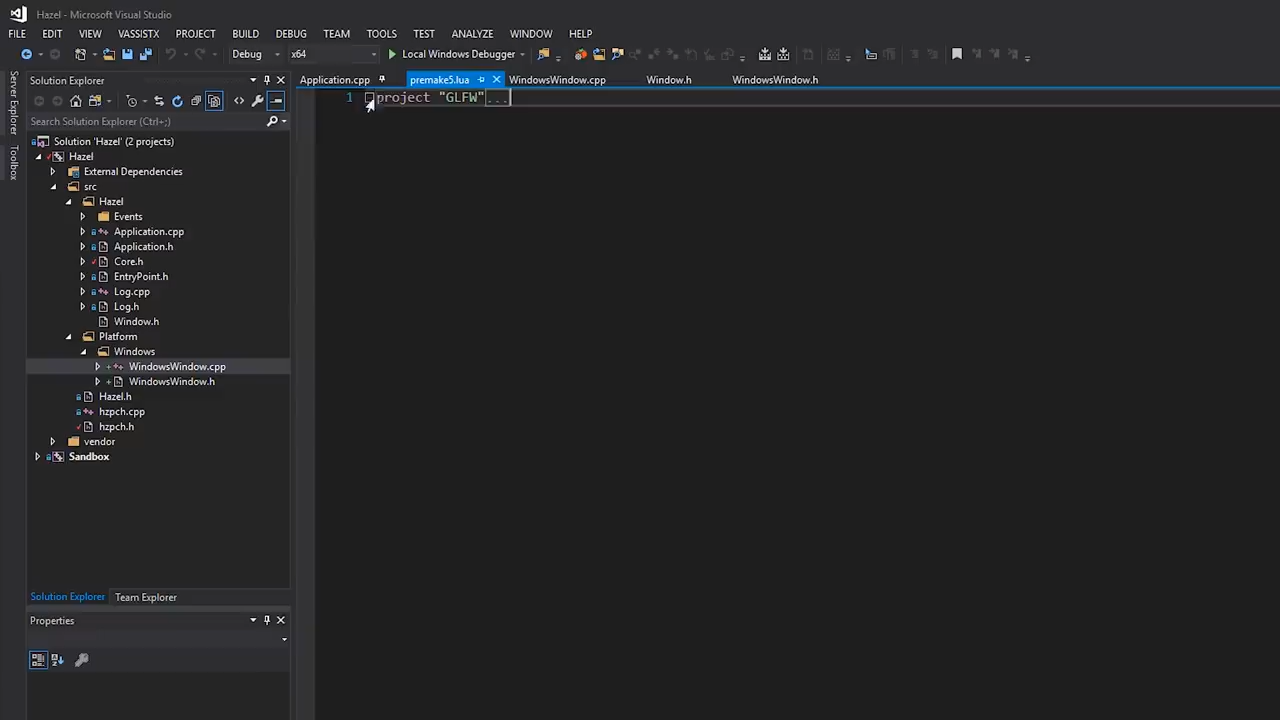 Hazel - Microsoft Visual Studio
FILE EDIT VIEW VASSISTX PROJECT BUILD DEBUG TEAM TOOLS TEST ANALYZE WINDOW HELP
Debug x64 Local Windows Debugger
Server Explorer
Toolbox
Solution Explorer
Application.cpp premake5.lua WindowsWindow.cpp Window.h WindowsWindow.h
1 project "GLFW"...
Search Solution Explorer (Ctrl+;)
Solution 'Hazel' (2 projects)
Hazel
External Dependencies
src
Hazel
Events
Application.cpp
Application.h
Core.h
EntryPoint.h
Log.cpp
Log.h
Window.h
Platform
Windows
WindowsWindow.cpp
WindowsWindow.h
Hazel.h
hzpch.cpp
hzpch.h
vendor
Sandbox
Solution Explorer Team Explorer
Properties